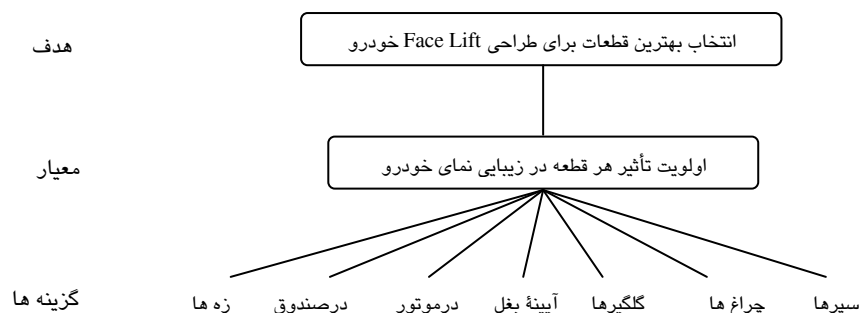 هدف
انتخاب بهترین قطعات برای طراحی Face Lift خودرو
معیار
اولویت تأثیر هر قطعه در زیبایی نمای خودرو
گزینه ها
سپرها
چراغ ها
گلگیرها
آیینۀ بغل
درموتور
درصندوق
زه ها